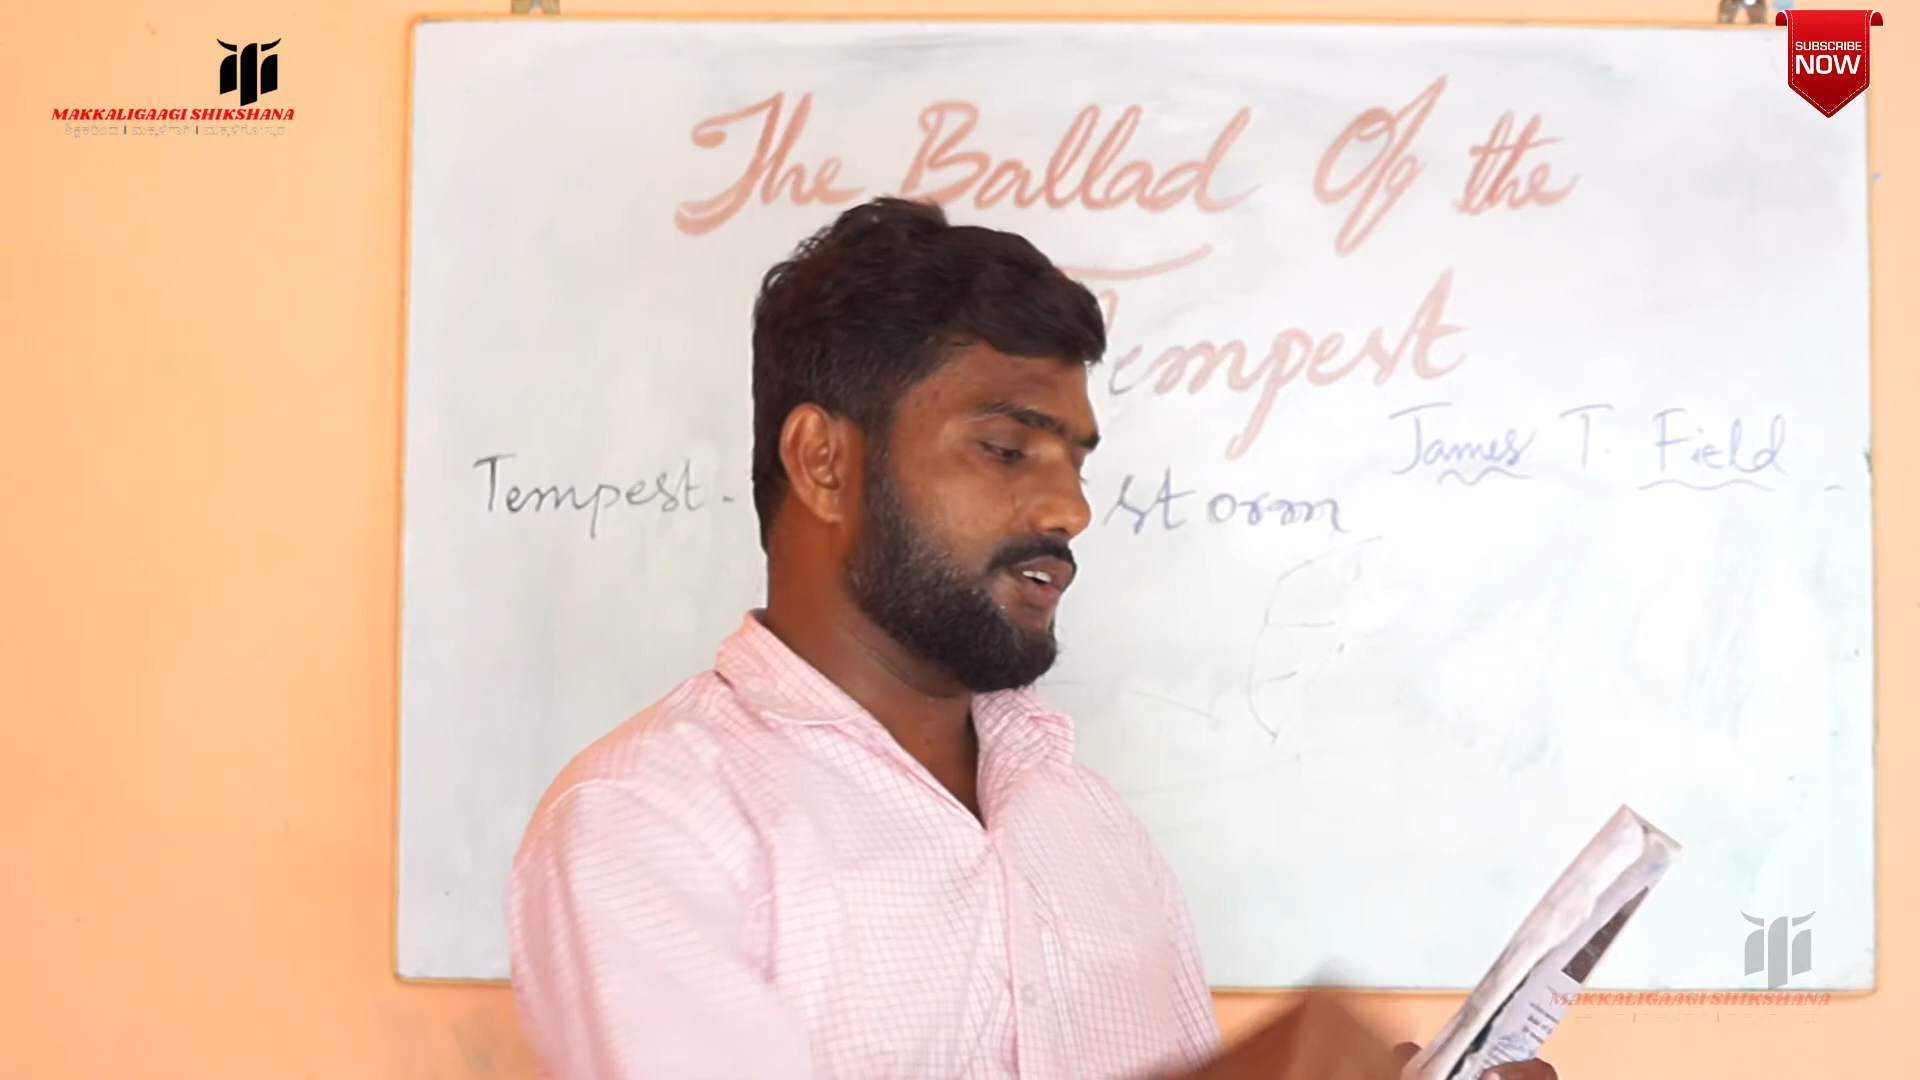 MAKKALIGAAGI SHIKSHANA
SUBSCRIBE
NOW
The Ballad Of the
Tempest
James T. Field
Tempest - storm
MAKKALIGAAGI SHIKSHANA